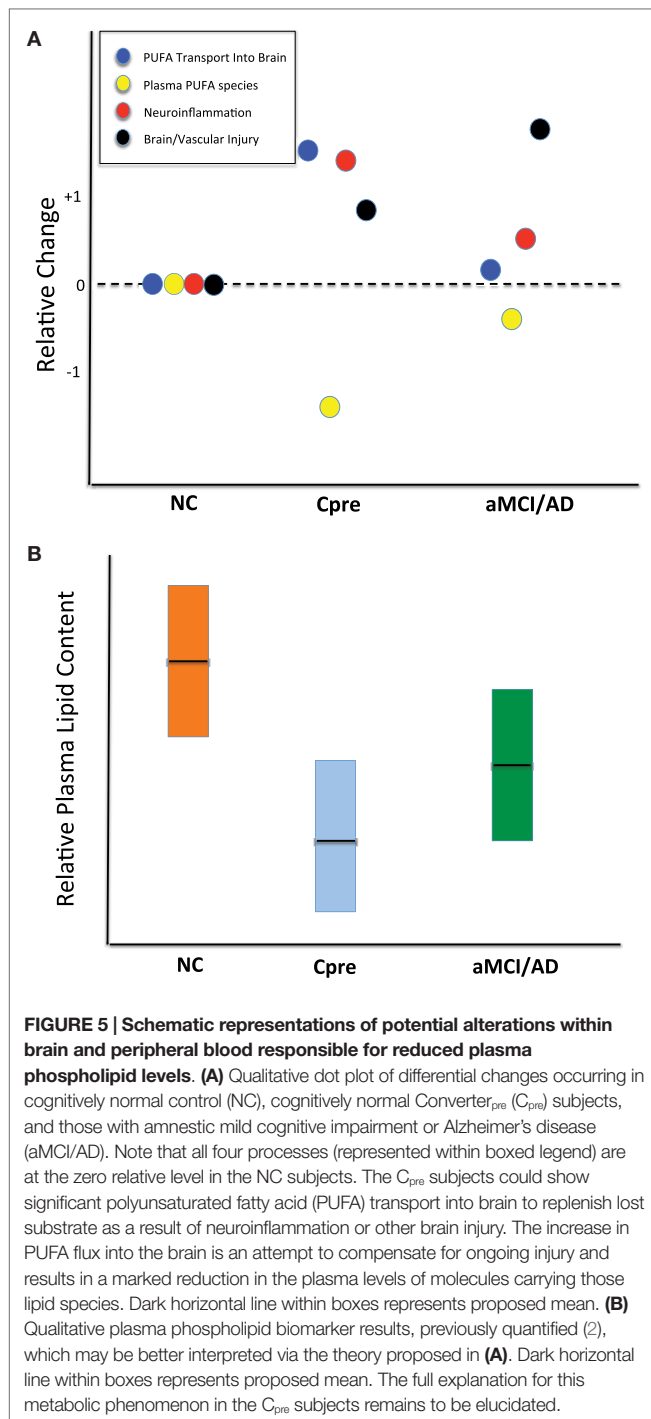 A
PUFA Transport Into Brain
Plasma PUFA species
Neuroinflammation
Brain/Vascular Injury
Relative Change
+1
0
-1
NC Cpre aMCI/AD
B
Relative Plasma Lipid Content
NC Cpre aMCI/AD
FIGURE 5 | Schematic representations of potential alterations within
brain and peripheral blood responsible for reduced plasma
phospholipid levels. (A) Qualitative dot plot of differential changes occurring in
cognitively normal control (NC), cognitively normal Converterpre (Cpre) subjects,
and those with amnestic mild cognitive impairment or Alzheimer's disease
(aMCI/AD). Note that all four processes (represented within boxed legend) are
at the zero relative level in the NC subjects. The Cpre subjects could show
significant polyunsaturated fatty acid (PUFA) transport into brain to replenish lost
substrate as a result of neuroinflammation or other brain injury. The increase in
PUFA flux into the brain is an attempt to compensate for ongoing injury and
results in a marked reduction in the plasma levels of molecules carrying those
lipid species. Dark horizontal line within boxes represents proposed mean. (B)
Qualitative plasma phospholipid biomarker results, previously quantified (2),
which may be better interpreted via the theory proposed in (A). Dark horizontal
line within boxes represents proposed mean. The full explanation for this
metabolic phenomenon in the Cpre subjects remains to be elucidated.